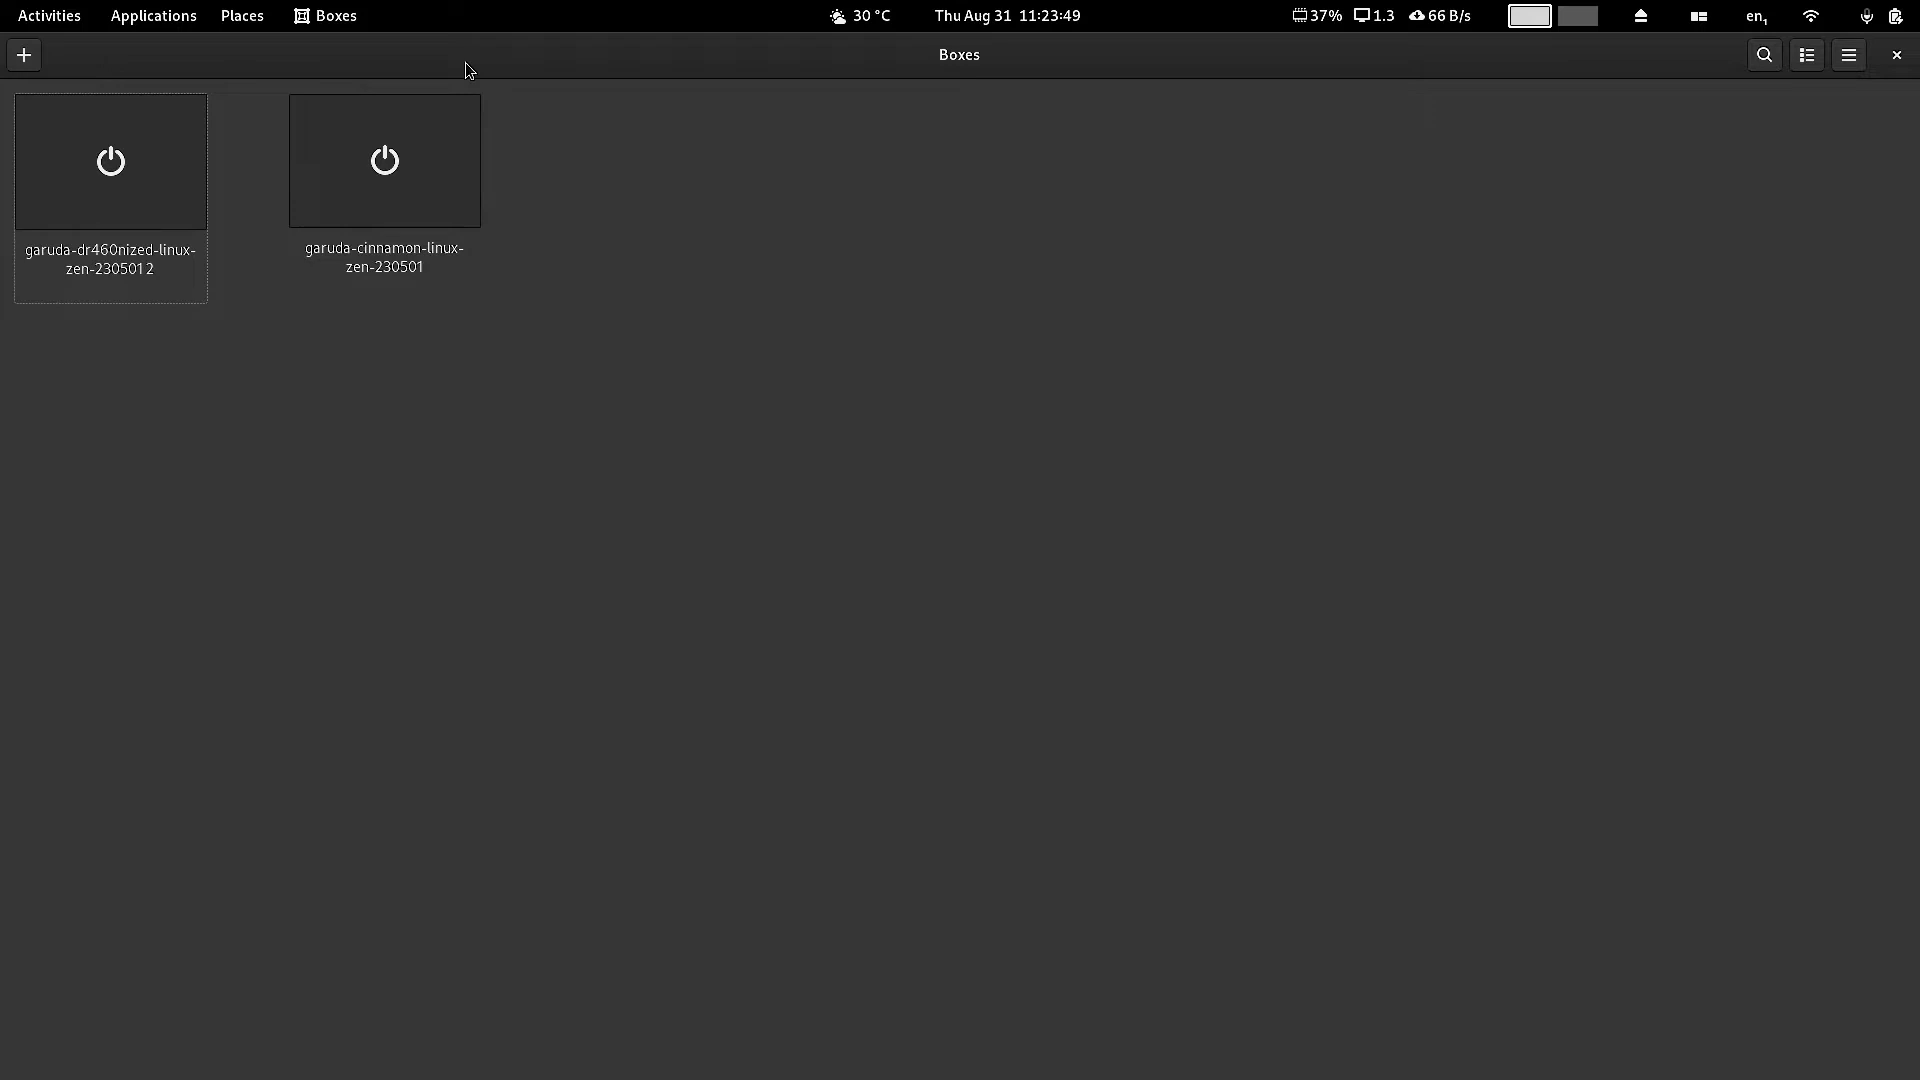 Activities Applications Places Boxes 30 °C Thu Aug 31 11:23:49 37% 1.3 66 B/s en₁
Boxes
garuda-dr460nized-linux-
zen-2305012
garuda-cinnamon-linux-
zen-230501